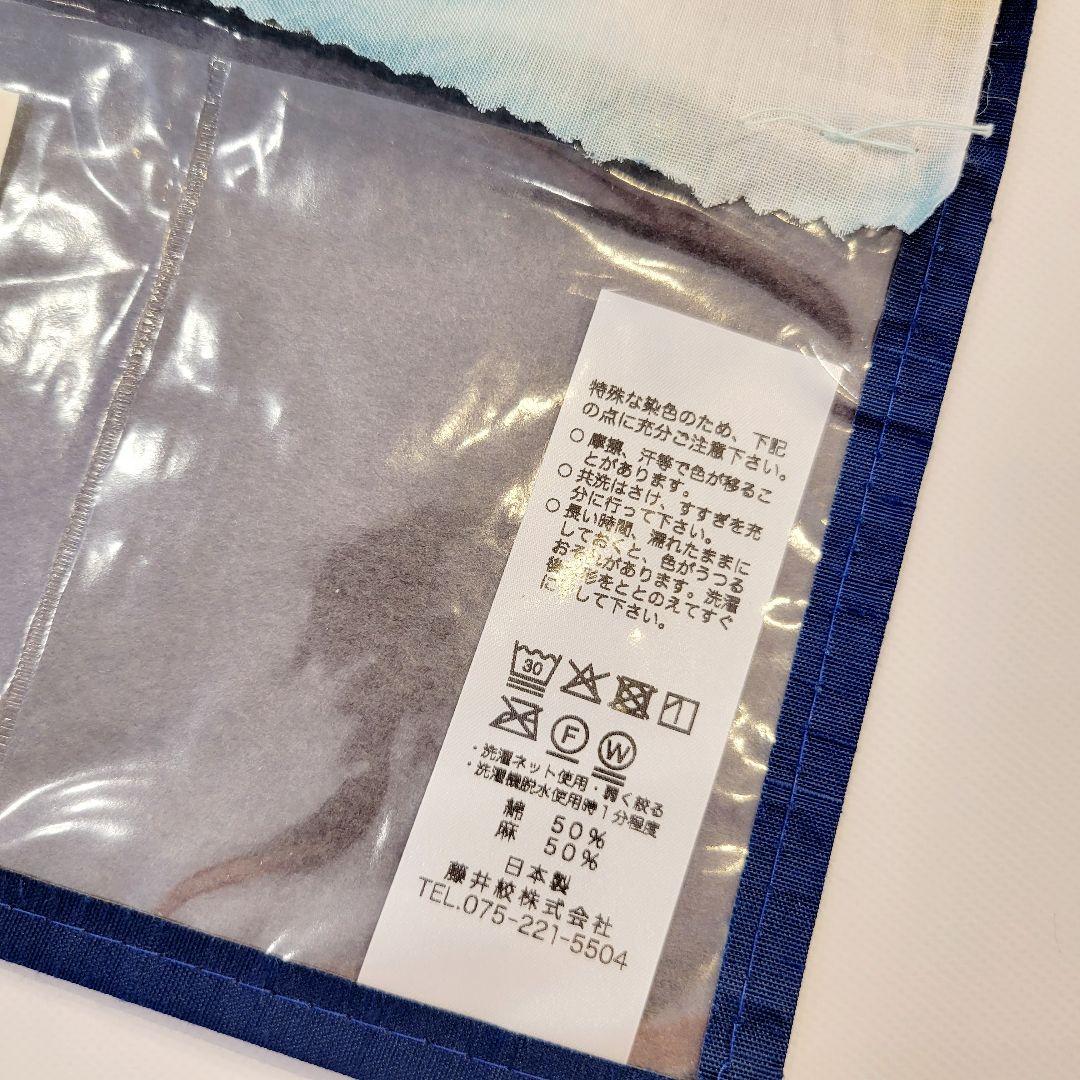 特殊な染色のため、下記
の点に充分ご注意下さい。
○摩擦、汗等で色が移るこ
とがあります。
○共洗はさけ、すすぎを充
分に行って下さい。
○長い時間、濡れたままに
しておくと、色がうつる
おそれがあります。洗濯
後 形をととのえてすぐ
に して下さい。
30
F W
・洗濯ネット使用・弱く絞る
・洗濯機脱水使用時1分程度
綿 50%
麻 50%
日本製
藤井絞株式会社
TEL.075-221-5504